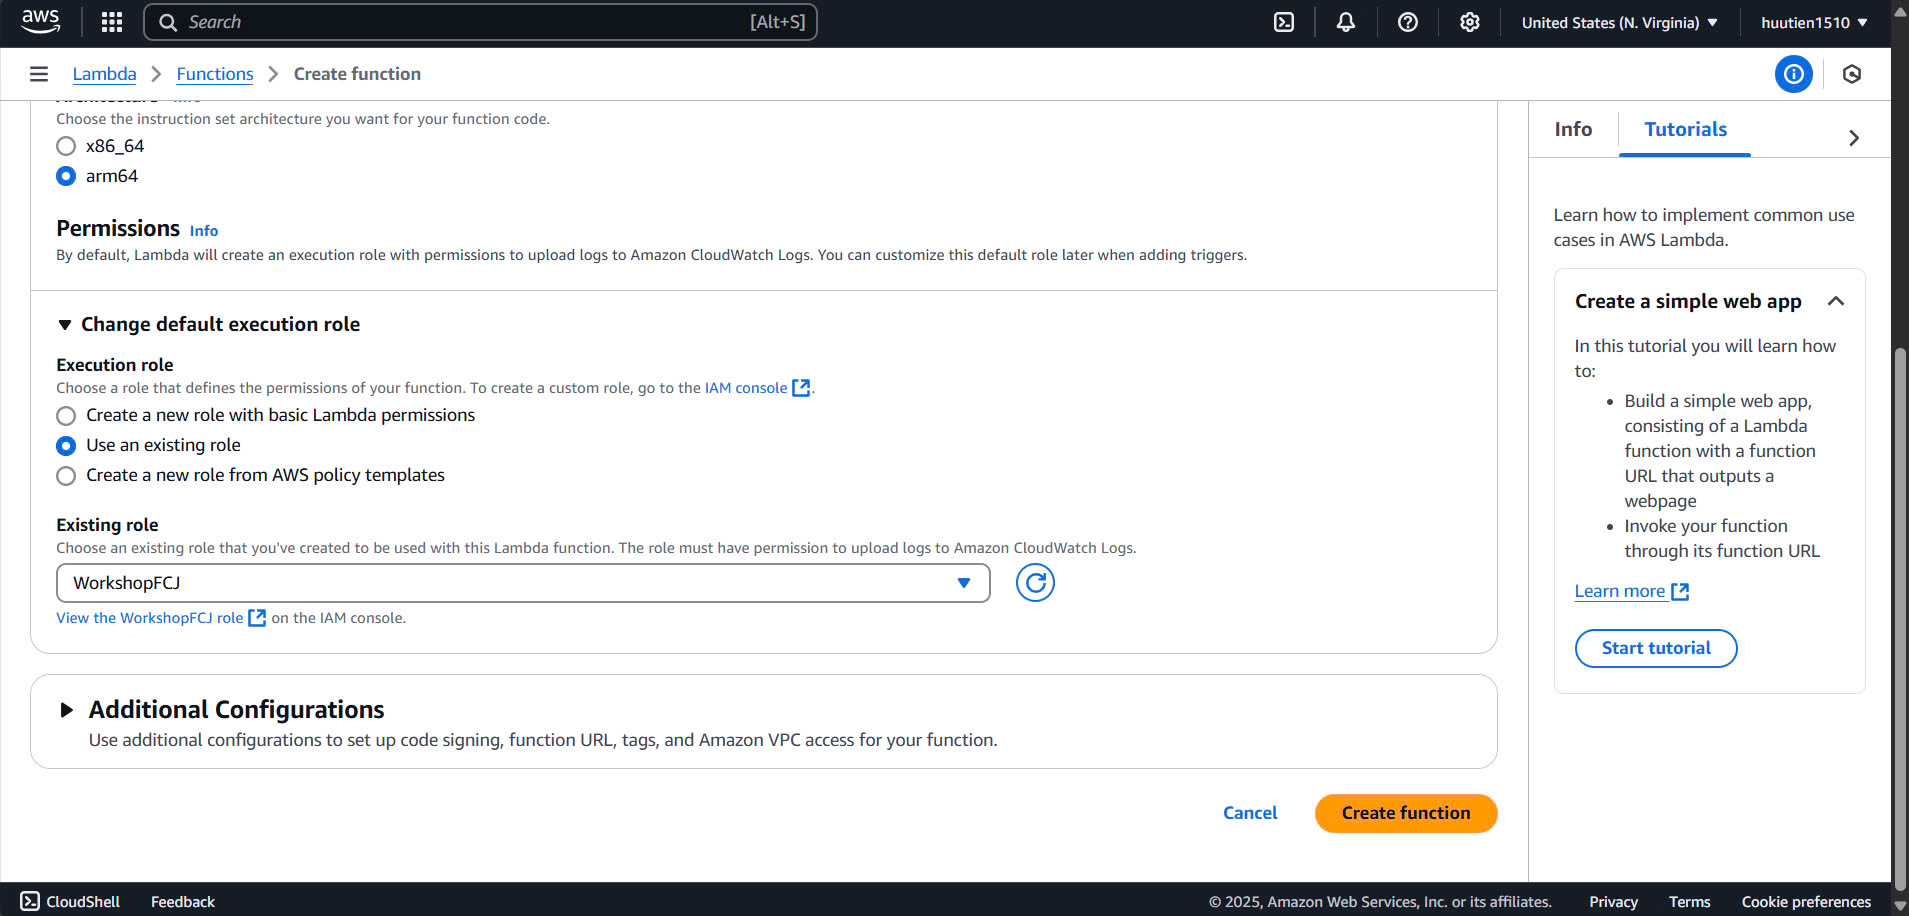 aws
Search
[Alt+S]
United States (N. Virginia)
huutien1510
Lambda
Functions
Create function
Architecture Info
Choose the instruction set architecture you want for your function code.
x86_64
arm64
Permissions Info
By default, Lambda will create an execution role with permissions to upload logs to Amazon CloudWatch Logs. You can customize this default role later when adding triggers.
Change default execution role
Execution role
Choose a role that defines the permissions of your function. To create a custom role, go to the IAM console.
Create a new role with basic Lambda permissions
Use an existing role
Create a new role from AWS policy templates
Existing role
Choose an existing role that you've created to be used with this Lambda function. The role must have permission to upload logs to Amazon CloudWatch Logs.
WorkshopFCJ
View the WorkshopFCJ role on the IAM console.
Additional Configurations
Use additional configurations to set up code signing, function URL, tags, and Amazon VPC access for your function.
Cancel
Create function
Info
Tutorials
Learn how to implement common use
cases in AWS Lambda.
Create a simple web app
In this tutorial you will learn how
to:
• Build a simple web app,
consisting of a Lambda
function with a function
URL that outputs a
webpage
• Invoke your function
through its function URL
Learn more
Start tutorial
CloudShell
Feedback
© 2025, Amazon Web Services, Inc. or its affiliates.
Privacy
Terms
Cookie preferences